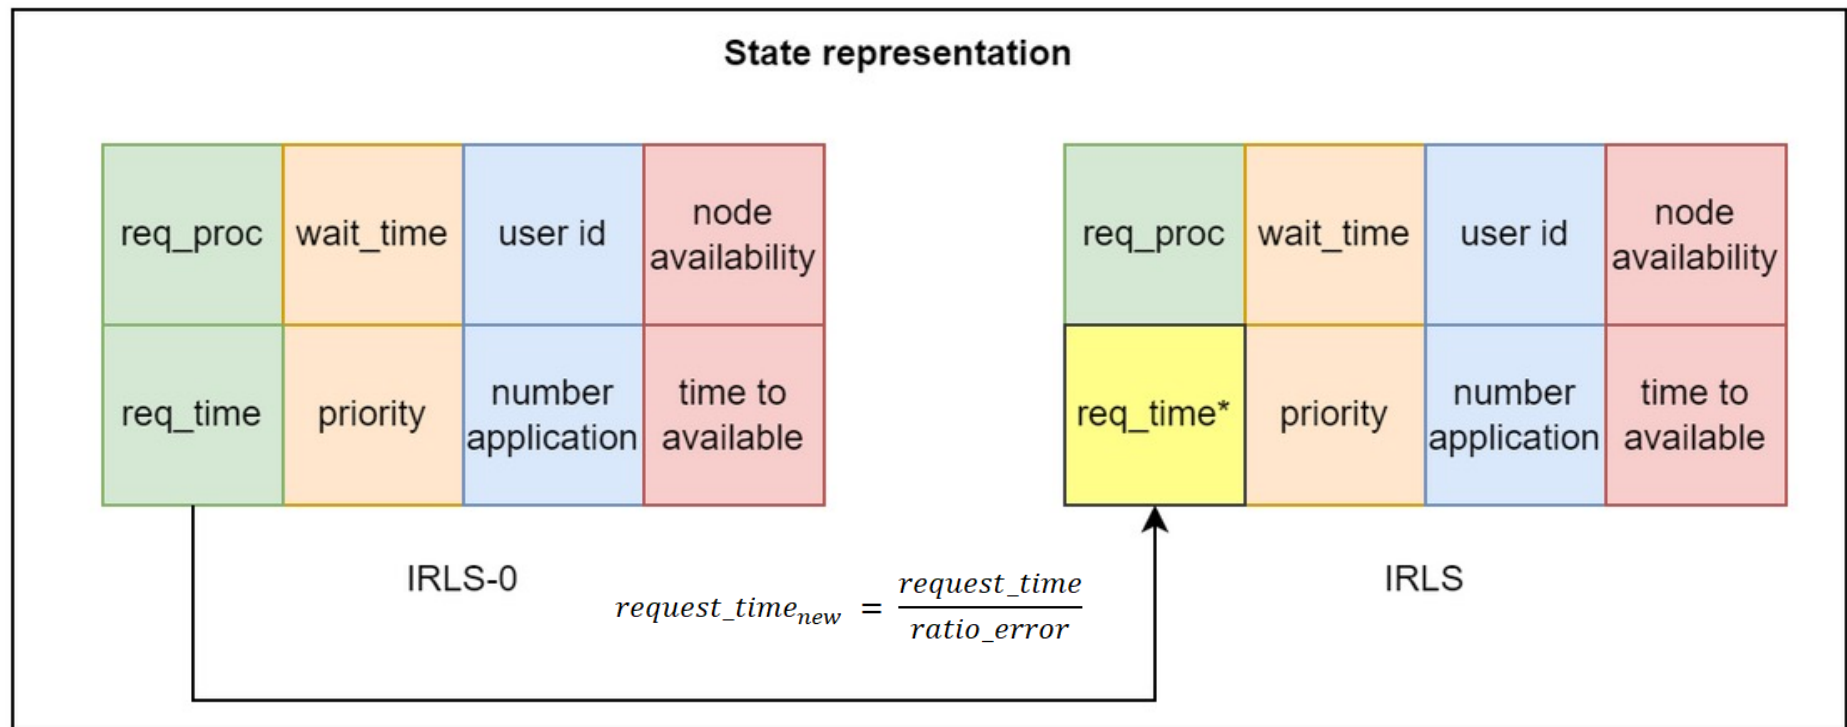 State representation
req_proc
wait_time
user id
node
availability
req_time
priority
number
application
time to
available
IRLS-0
req_proc
wait_time
user id
node
availability
req_time*
priority
number
application
time to
available
IRLS
request_time_new = request_time / ratio_error